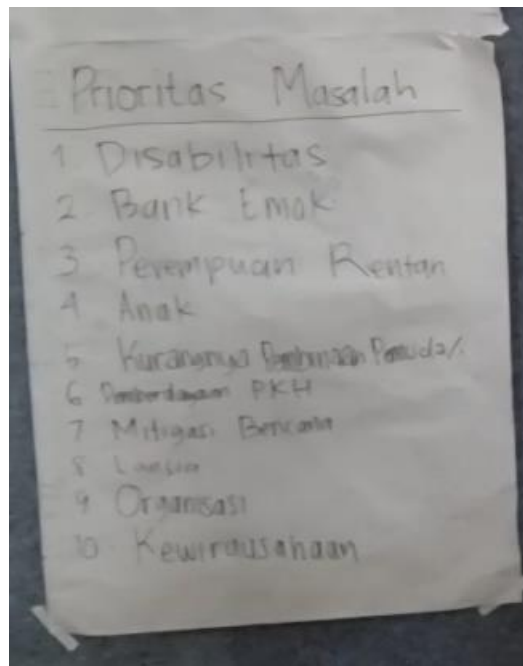 Prioritas Masalah
1 Disabilitas
2 Bank Emok
3 Perempuan Rentan
4 Anak
5 Kurangnya Pembinaan Pemuda/i
6 Pemberdayaan PKH
7 Mitigasi Bencana
8 Lansia
9 Organisasi
10 Kewirausahaan